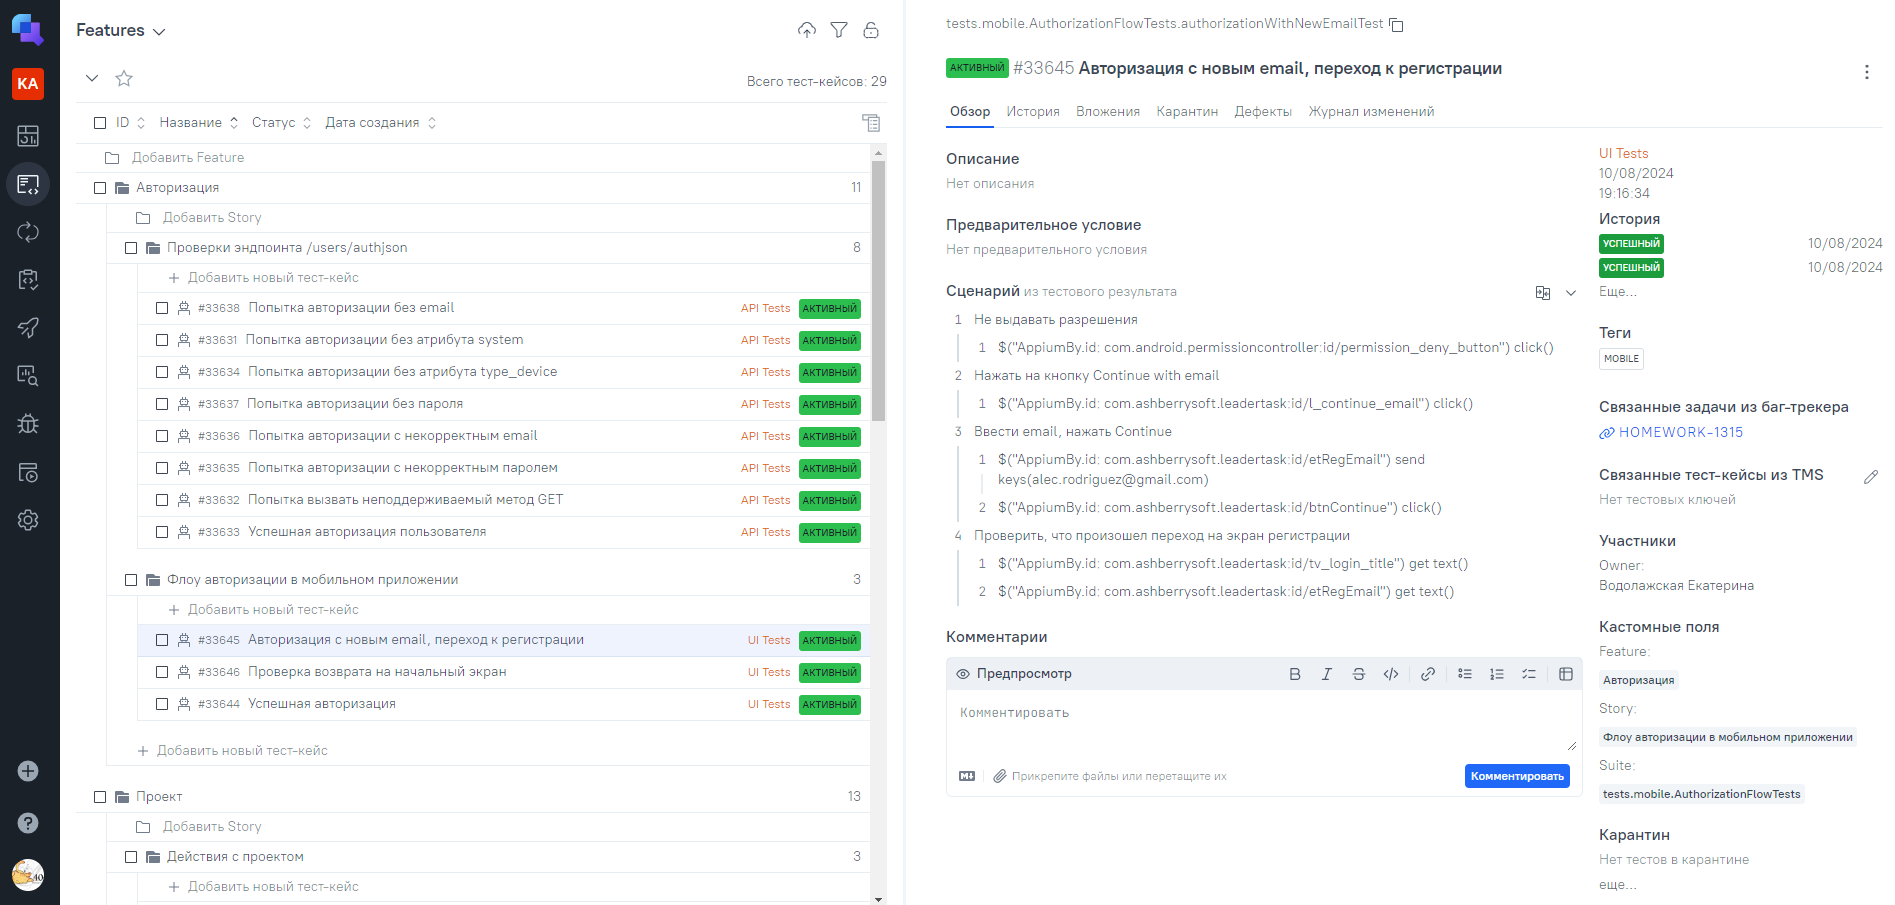 Features
KA
Всего тест-кейсов: 29
ID Название Статус Дата создания
Добавить Feature
Авторизация 11
Добавить Story
Проверки эндпоинта /users/authjson 8
Добавить новый тест-кейс
#33638 Попытка авторизации без email API Tests АКТИВНЫЙ
#33631 Попытка авторизации без атрибута system API Tests АКТИВНЫЙ
#33634 Попытка авторизации без атрибута type_device API Tests АКТИВНЫЙ
#33637 Попытка авторизации без пароля API Tests АКТИВНЫЙ
#33636 Попытка авторизации с некорректным email API Tests АКТИВНЫЙ
#33635 Попытка авторизации с некорректным паролем API Tests АКТИВНЫЙ
#33632 Попытка вызвать неподдерживаемый метод GET API Tests АКТИВНЫЙ
#33633 Успешная авторизация пользователя API Tests АКТИВНЫЙ
Флоу авторизации в мобильном приложении 3
Добавить новый тест-кейс
#33645 Авторизация с новым email, переход к регистрации UI Tests АКТИВНЫЙ
#33646 Проверка возврата на начальный экран UI Tests АКТИВНЫЙ
#33644 Успешная авторизация UI Tests АКТИВНЫЙ
Добавить новый тест-кейс
Проект 13
Добавить Story
Действия с проектом 3
Добавить новый тест-кейс
tests.mobile.AuthorizationFlowTests.authorizationWithNewEmailTest
АКТИВНЫЙ #33645 Авторизация с новым email, переход к регистрации
Обзор История Вложения Карантин Дефекты Журнал изменений
Описание
Нет описания
Предварительное условие
Нет предварительного условия
Сценарий из тестового результата
1 Не выдавать разрешения
1 $("AppiumBy.id: com.android.permissioncontroller:id/permission_deny_button") click()
2 Нажать на кнопку Continue with email
1 $("AppiumBy.id: com.ashberrysoft.leadertask:id/l_continue_email") click()
3 Ввести email, нажать Continue
1 $("AppiumBy.id: com.ashberrysoft.leadertask:id/etRegEmail") send
keys(alec.rodriguez@gmail.com)
2 $("AppiumBy.id: com.ashberrysoft.leadertask:id/btnContinue") click()
4 Проверить, что произошел переход на экран регистрации
1 $("AppiumBy.id: com.ashberrysoft.leadertask:id/tv_login_title") get text()
2 $("AppiumBy.id: com.ashberrysoft.leadertask:id/etRegEmail") get text()
Комментарии
Предпросмотр
Комментировать
Прикрепите файлы или перетащите их
Комментировать
UI Tests
10/08/2024
19:16:34
История
УСПЕШНЫЙ 10/08/2024
УСПЕШНЫЙ 10/08/2024
Еще...
Теги
MOBILE
Связанные задачи из баг-трекера
HOMEWORK-1315
Связанные тест-кейсы из TMS
Нет тестовых ключей
Участники
Owner:
Водолажская Екатерина
Кастомные поля
Feature:
Авторизация
Story:
Флоу авторизации в мобильном приложении
Suite:
tests.mobile.AuthorizationFlowTests
Карантин
Нет тестов в карантине
еще...